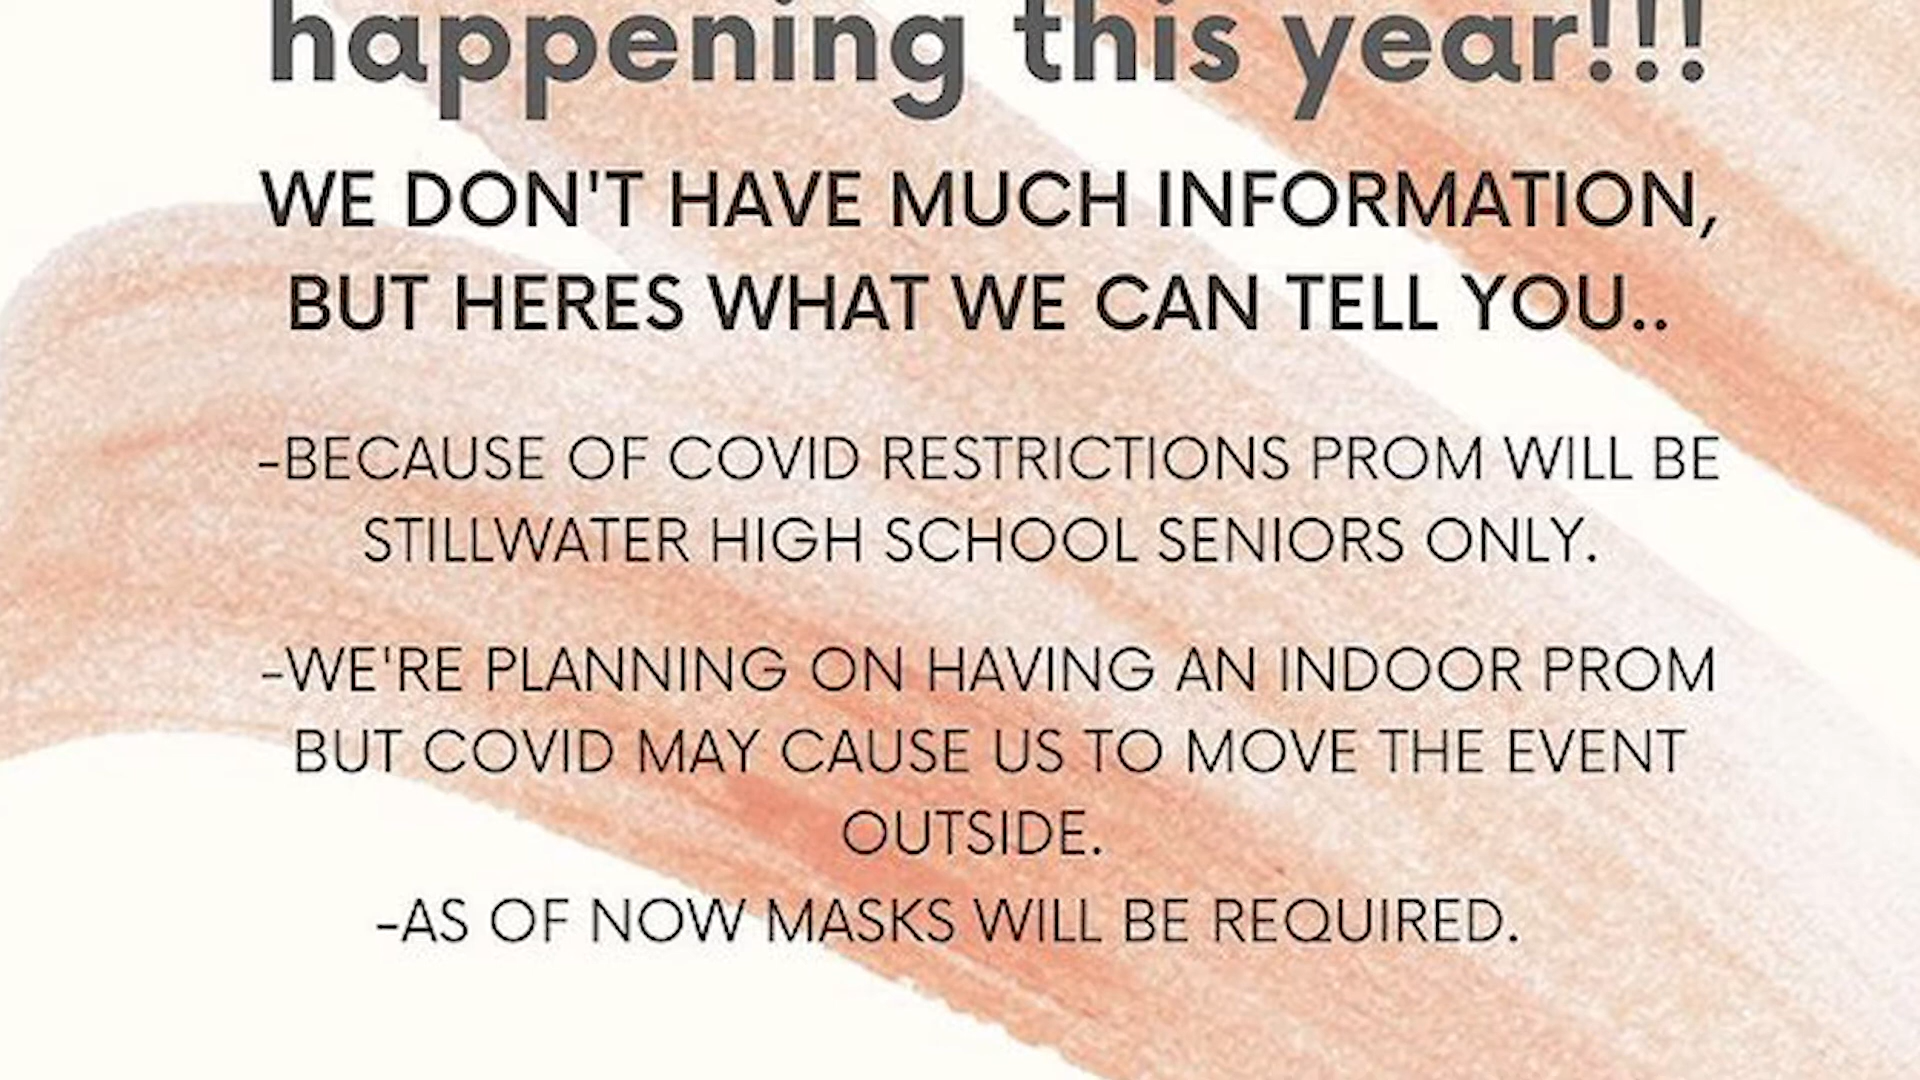 happening this year!!!
WE DON'T HAVE MUCH INFORMATION,
BUT HERES WHAT WE CAN TELL YOU..
-BECAUSE OF COVID RESTRICTIONS PROM WILL BE
STILLWATER HIGH SCHOOL SENIORS ONLY.
-WE'RE PLANNING ON HAVING AN INDOOR PROM
BUT COVID MAY CAUSE US TO MOVE THE EVENT
OUTSIDE.
-AS OF NOW MASKS WILL BE REQUIRED.